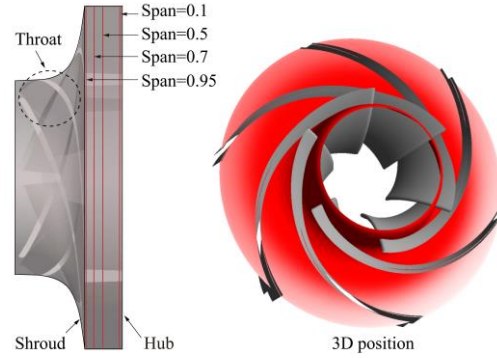 Throat
Span=0.1
Span=0.5
Span=0.7
Span=0.95
Shroud
Hub
3D position